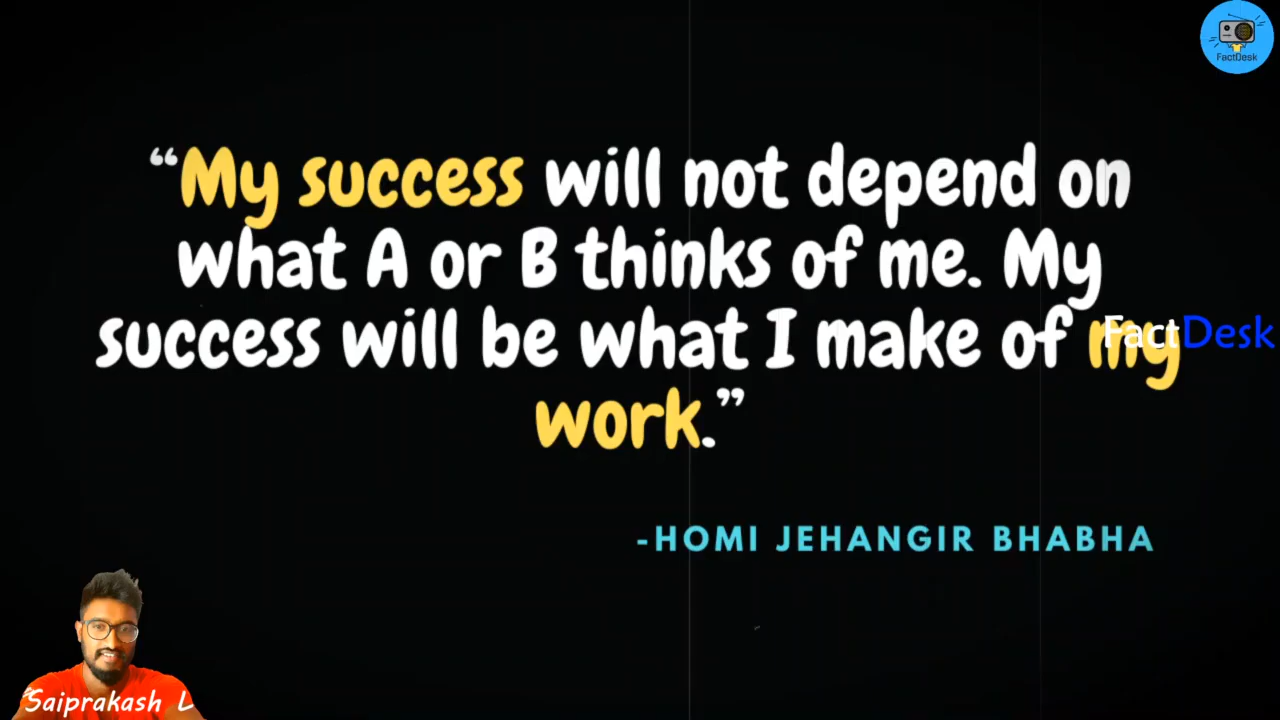 FactDesk
“My success will not depend on
what A or B thinks of me. My
success will be what I make of my
FactDesk
work.”
-HOMI JEHANGIR BHABHA
“Saiprakash L